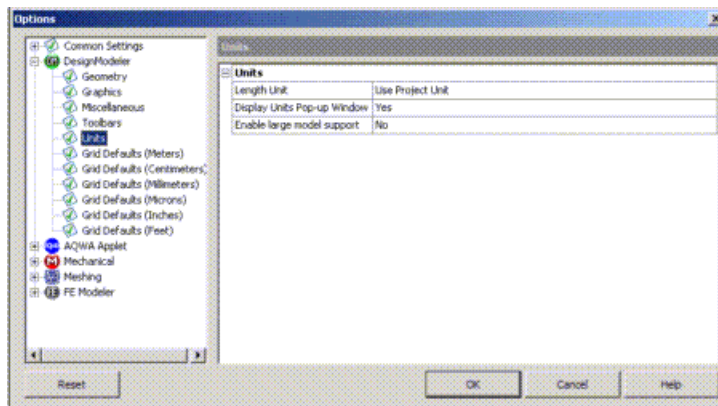 Options
Common Settings
DesignModeler
Geometry
Graphics
Miscellaneous
Toolbars
Units
Grid Defaults (Meters)
Grid Defaults (Centimeters)
Grid Defaults (Millimeters)
Grid Defaults (Microns)
Grid Defaults (Inches)
Grid Defaults (Feet)
AQWA Applet
Mechanical
Meshing
FE Modeler
Units
Units
Length Unit Use Project Unit
Display Units Pop-up Window Yes
Enable large model support No
Reset OK Cancel Help